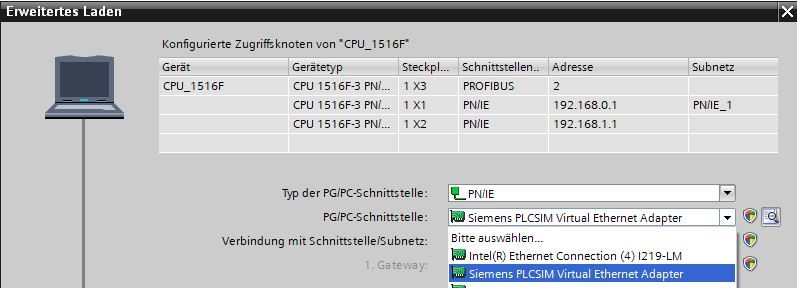 Erweitertes Laden
Konfigurierte Zugriffsknoten von "CPU_1516F"
Gerät Gerätetyp Steckpl... Schnittstellen.. Adresse Subnetz
CPU_1516F CPU 1516F-3 PN/... 1 X3 PROFIBUS 2
CPU 1516F-3 PN/... 1 X1 PN/IE 192.168.0.1 PN/IE_1
CPU 1516F-3 PN/... 1 X2 PN/IE 192.168.1.1
Typ der PG/PC-Schnittstelle: PN/IE
PG/PC-Schnittstelle: Siemens PLCSIM Virtual Ethernet Adapter
Verbindung mit Schnittstelle/Subnetz: Bitte auswählen...
Intel(R) Ethernet Connection (4) I219-LM
1. Gateway: Siemens PLCSIM Virtual Ethernet Adapter